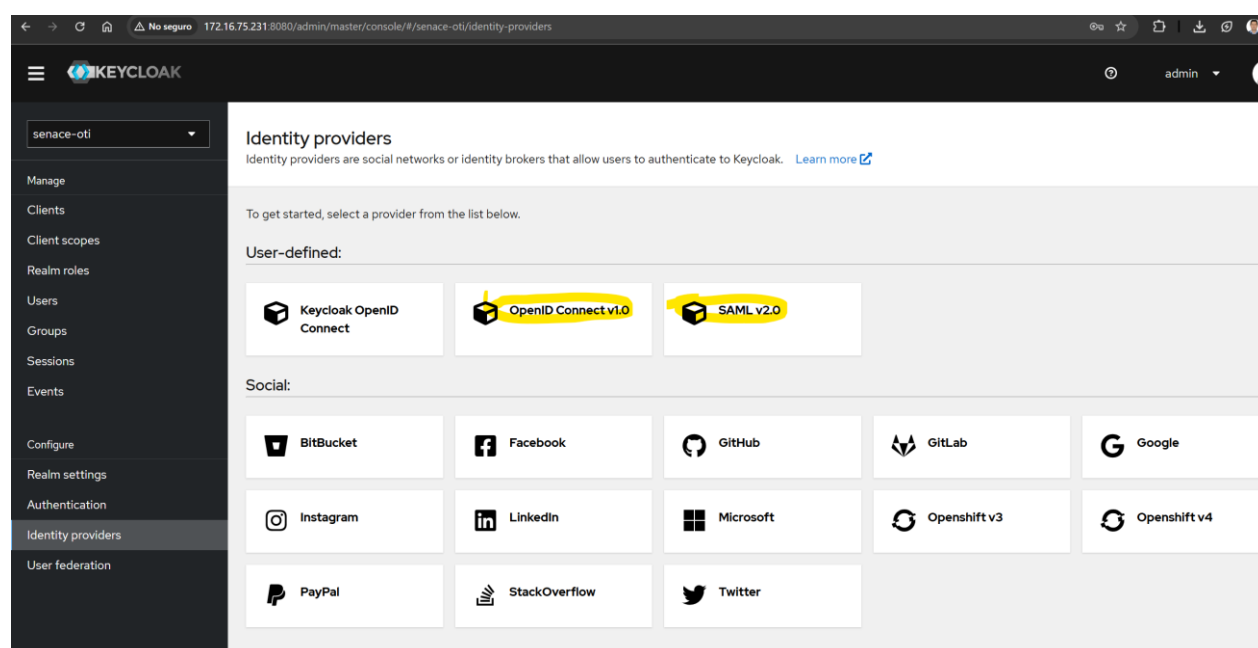 No seguro 172.16.75.231:8080/admin/master/console/#/senace-oti/identity-providers
KEYCLOAK
admin
senace-oti
Manage
Clients
Client scopes
Realm roles
Users
Groups
Sessions
Events
Configure
Realm settings
Authentication
Identity providers
User federation
Identity providers
Identity providers are social networks or identity brokers that allow users to authenticate to Keycloak. Learn more
To get started, select a provider from the list below.
User-defined:
Keycloak OpenID
Connect
OpenID Connect v1.0
SAML v2.0
Social:
BitBucket
Facebook
GitHub
GitLab
Google
Instagram
LinkedIn
Microsoft
Openshift v3
Openshift v4
PayPal
StackOverflow
Twitter